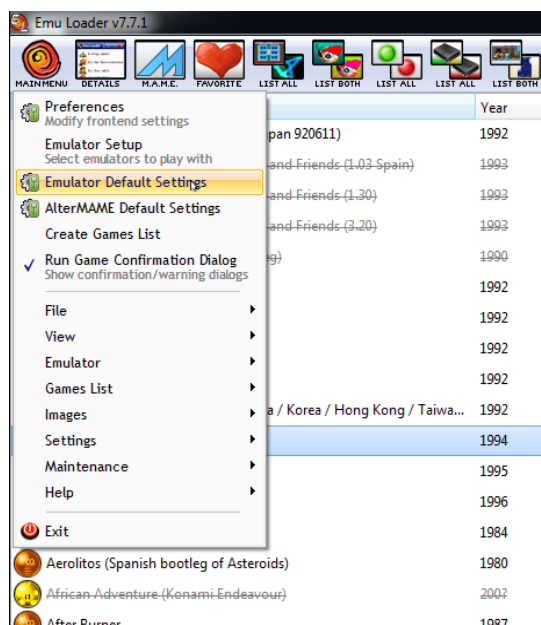 Emu Loader v7.7.1
MAINMENU DETAILS M.A.M.E. FAVORITE LIST ALL LIST BOTH LIST ALL LIST ALL LIST BOTH
Year
Preferences
Modify frontend settings
pan 920611) 1992
Emulator Setup
Select emulators to play with
and Friends (1.03 Spain) 1993
Emulator Default Settings
and Friends (1.30) 1993
AlterMAME Default Settings
and Friends (3.20) 1993
Create Games List
Run Game Confirmation Dialog
Show confirmation/warning dialogs
g) 1990
1992
File
1992
View
1992
Emulator
1992
Games List
Images
a / Korea / Hong Kong / Taiwa... 1992
Settings
1994
Maintenance
1995
Help
1996
Exit
1984
Aerolitos (Spanish bootleg of Asteroids) 1980
African Adventure (Konami Endeavour) 200?
After Burner 1987